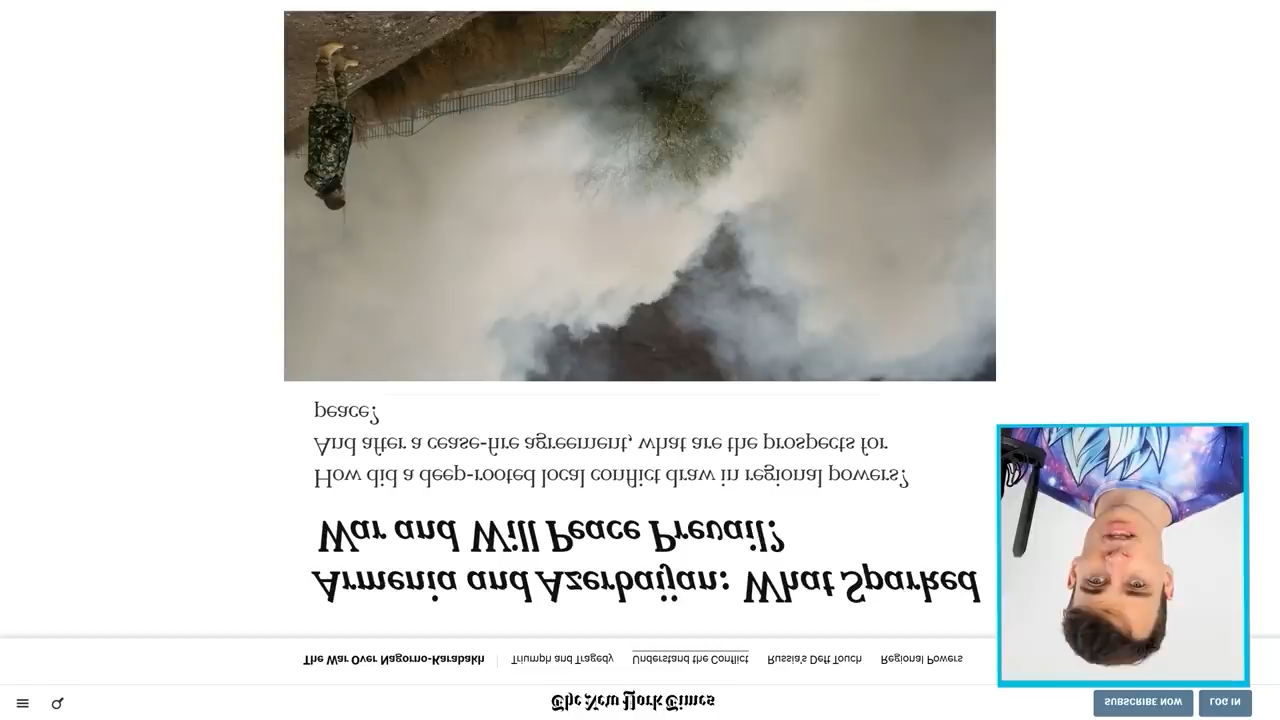 The New York Times
SUBSCRIBE NOW
LOG IN
The War Over Nagorno-Karabakh
Triumph and Tragedy
Understand the Conflict
Russia's Deft Touch
Regional Powers
Armenia and Azerbaijan: What Sparked
War and Will Peace Prevail?
How did a deep-rooted local conflict draw in regional powers?
And after a cease-fire agreement, what are the prospects for
peace?